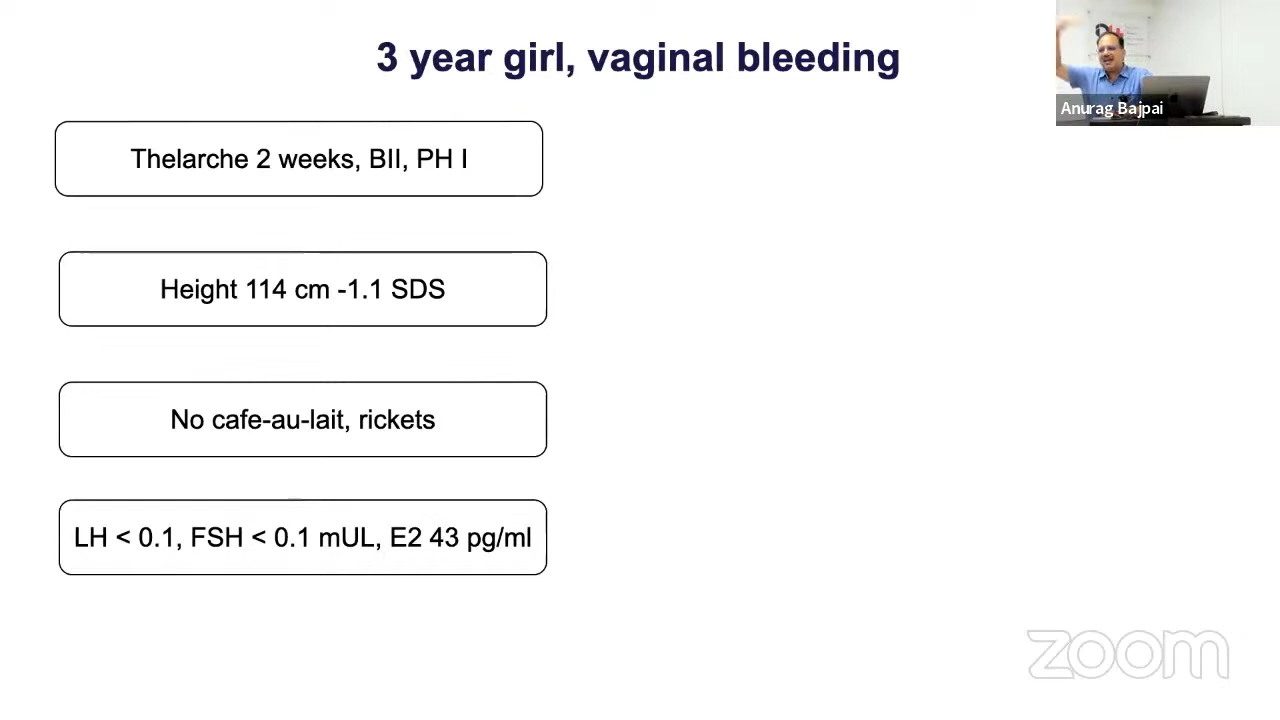 3 year girl, vaginal bleeding
Anurag Bajpai
Thelarche 2 weeks, BII, PH I
Height 114 cm -1.1 SDS
No cafe-au-lait, rickets
LH < 0.1, FSH < 0.1 mUL, E2 43 pg/ml
zoom